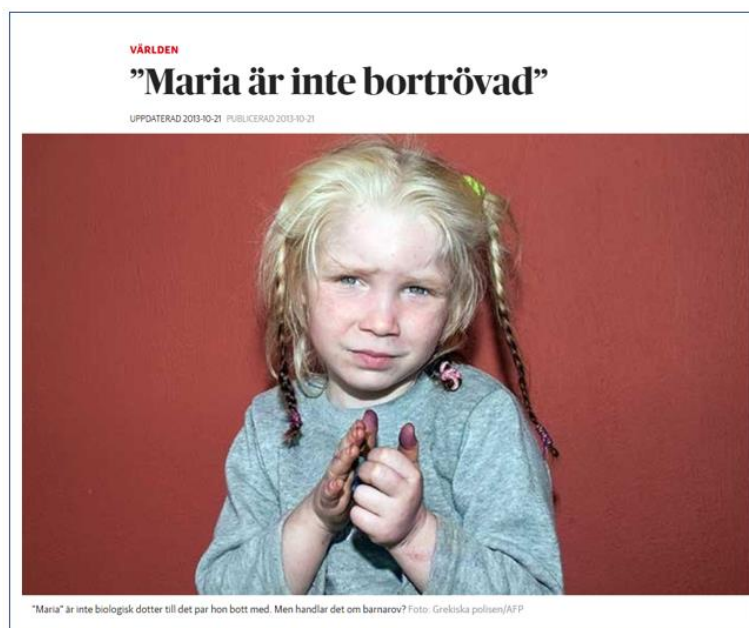 VÄRLDEN
”Maria är inte bortrövad”
UPPDATERAD 2013-10-21 PUBLICERAD 2013-10-21
"Maria" är inte biologisk dotter till det par hon bott med. Men handlar det om barnarov? Foto: Grekiska polisen/AFP